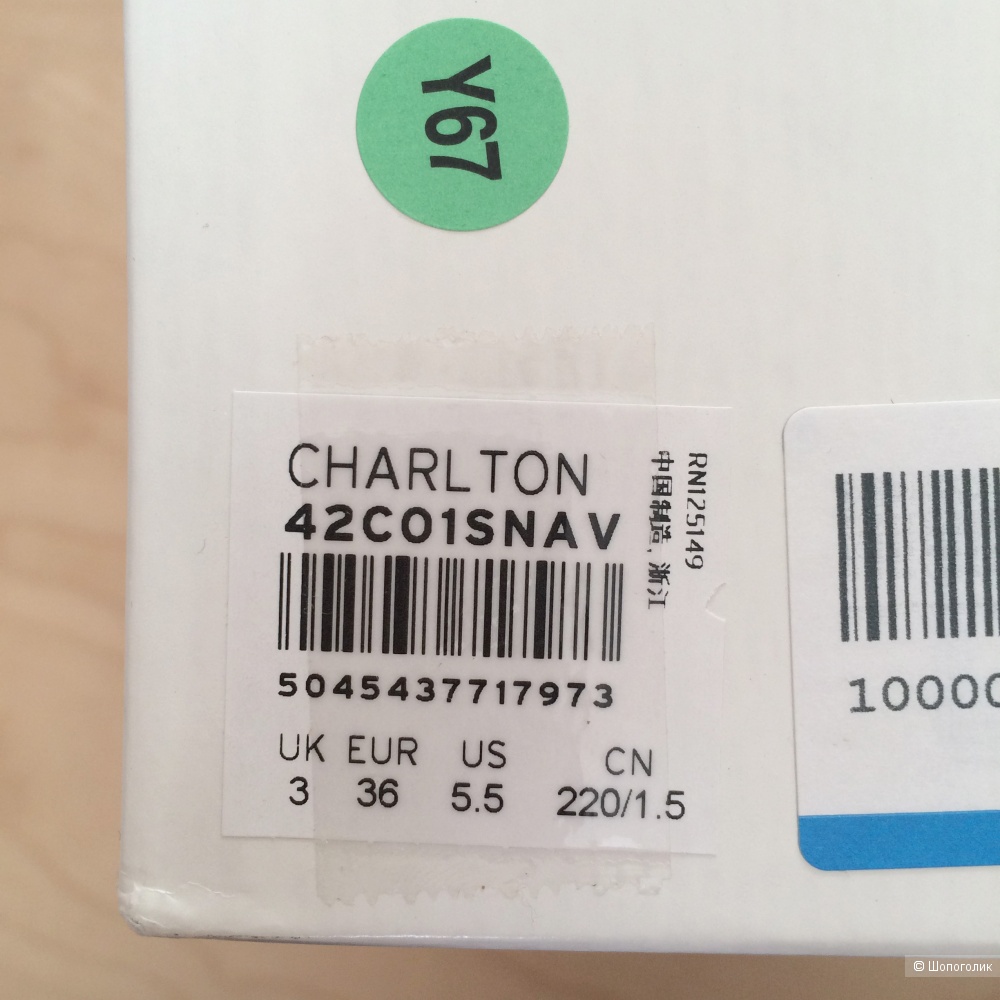 Y67
CHARLTON
42C01SNAV
5045437717973
UK EUR US CN
3 36 5.5 220/1.5
RN125149
中国制造, 浙江
10000
© Шопоголик